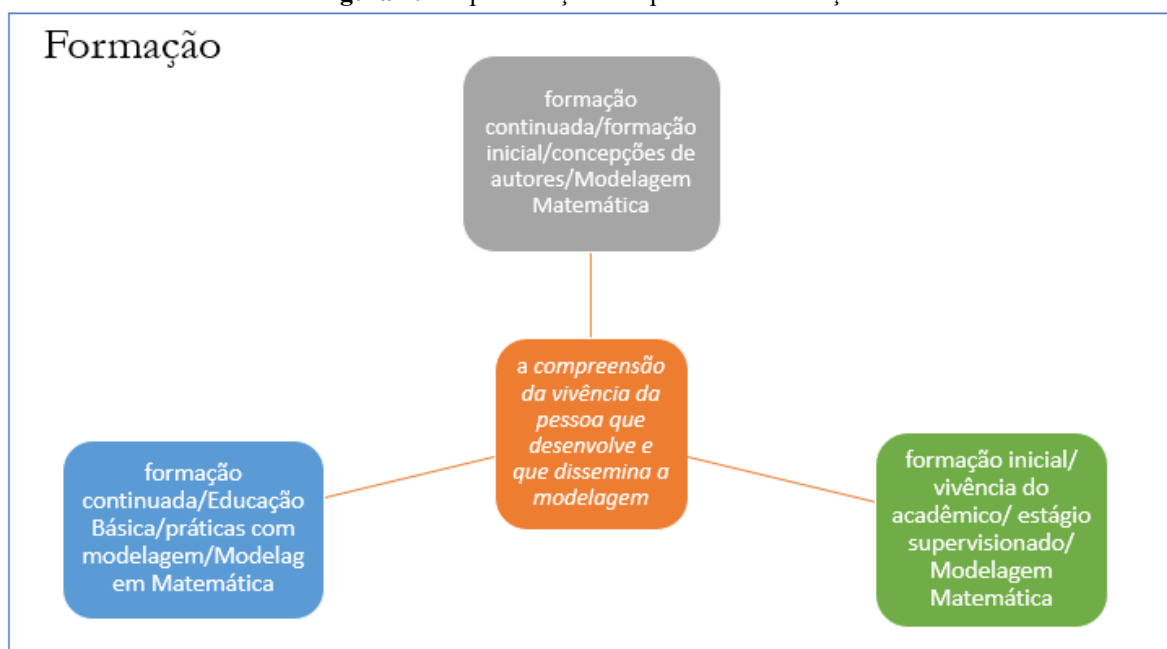 Formação
formação
continuada/formação
inicial/concepções de
autores/Modelagem
Matemática
a compreensão
da vivência da
pessoa que
desenvolve e
que dissemina a
modelagem
formação
continuada/Educação
Básica/práticas com
modelagem/Modelag
em Matemática
formação inicial/
vivência do
acadêmico/ estágio
supervisionado/
Modelagem
Matemática